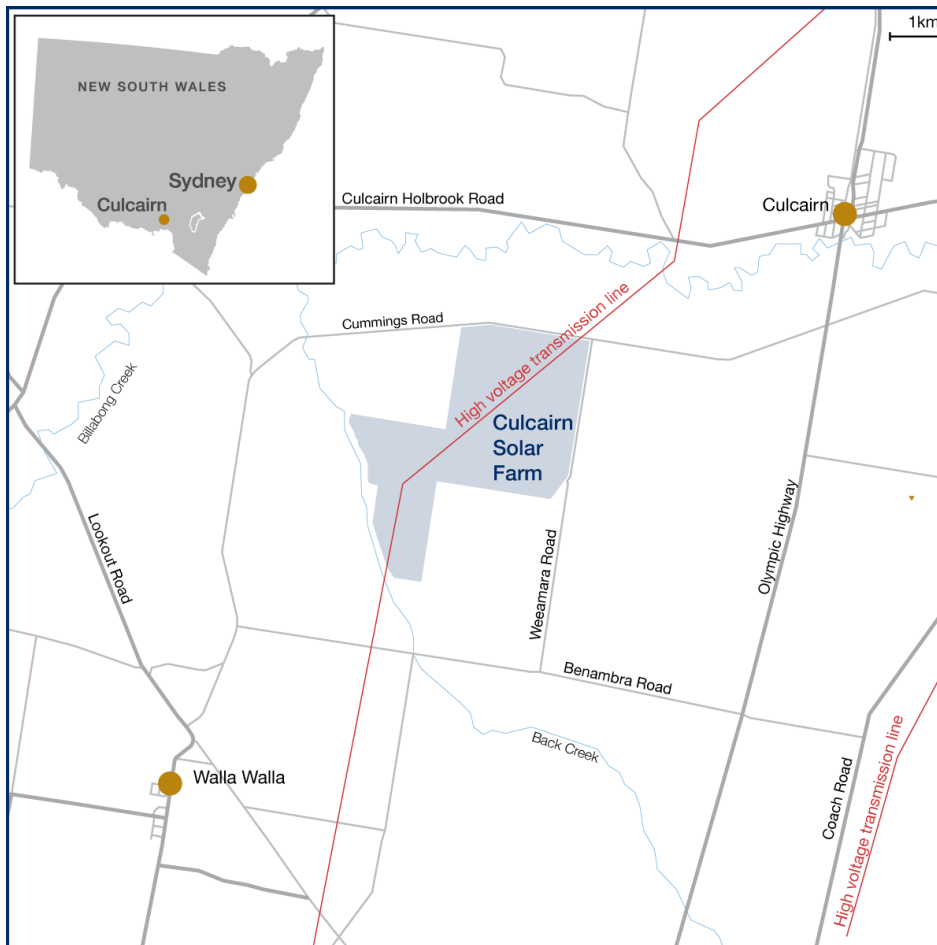 1km
NEW SOUTH WALES
Sydney
Culcairn
Culcairn Holbrook Road
Culcairn
Cummings Road
High voltage transmission line
Billabong Creek
Culcairn
Solar
Farm
Lookout Road
Weeamara Road
Olympic Highway
Benambra Road
Back Creek
Walla Walla
Coach Road
High voltage transmission line